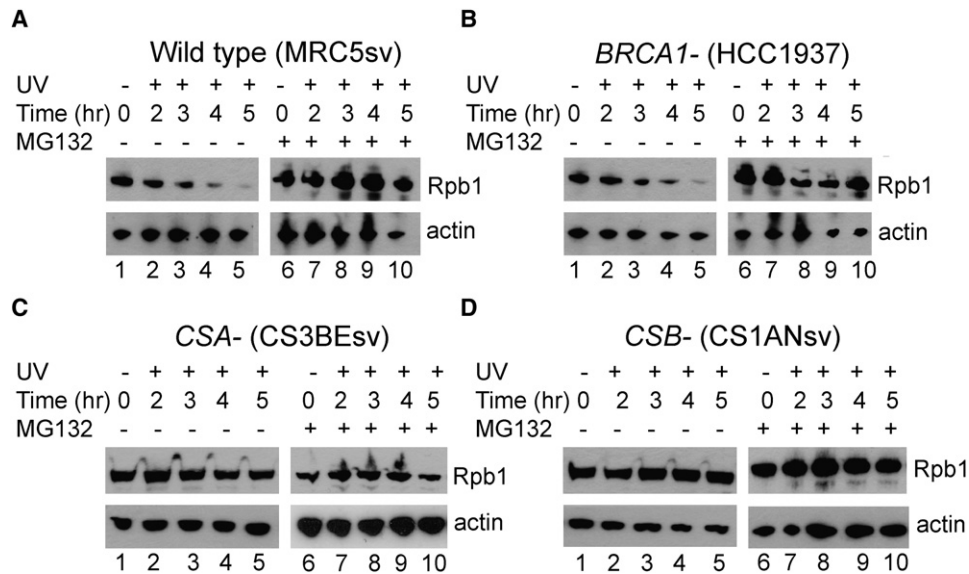 A
Wild type (MRC5sv)
UV - + + + + - + + + +
Time (hr) 0 2 3 4 5 0 2 3 4 5
MG132 - - - - - + + + + +
Rpb1
actin
1 2 3 4 5 6 7 8 9 10
B
BRCA1- (HCC1937)
UV - + + + + - + + + +
Time (hr) 0 2 3 4 5 0 2 3 4 5
MG132 - - - - - + + + + +
Rpb1
actin
1 2 3 4 5 6 7 8 9 10
C
CSA- (CS3BEsv)
UV - + + + + - + + + +
Time (hr) 0 2 3 4 5 0 2 3 4 5
MG132 - - - - - + + + + +
Rpb1
actin
1 2 3 4 5 6 7 8 9 10
D
CSB- (CS1ANsv)
UV - + + + + - + + + +
Time (hr) 0 2 3 4 5 0 2 3 4 5
MG132 - - - - - + + + + +
Rpb1
actin
1 2 3 4 5 6 7 8 9 10